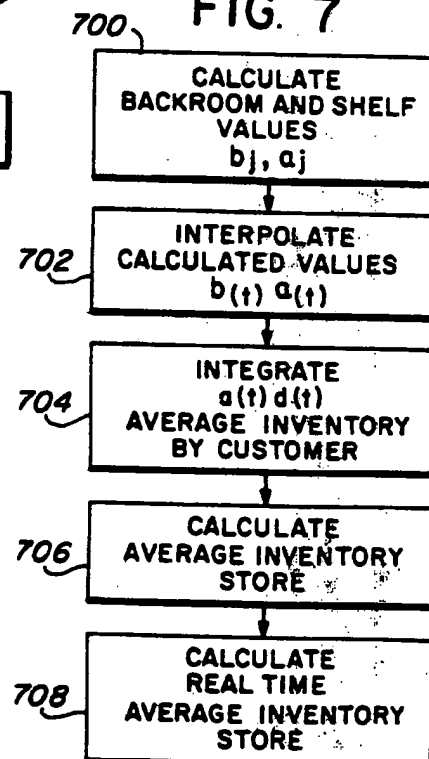 FIG. 7
700
CALCULATE
BACKROOM AND SHELF
VALUES
bj, aj
702
INTERPOLATE
CALCULATED VALUES
b(t) a(t)
704
INTEGRATE
a(t) d(t)
AVERAGE INVENTORY
BY CUSTOMER
706
CALCULATE
AVERAGE INVENTORY
STORE
708
CALCULATE
REAL TIME
AVERAGE INVENTORY
STORE